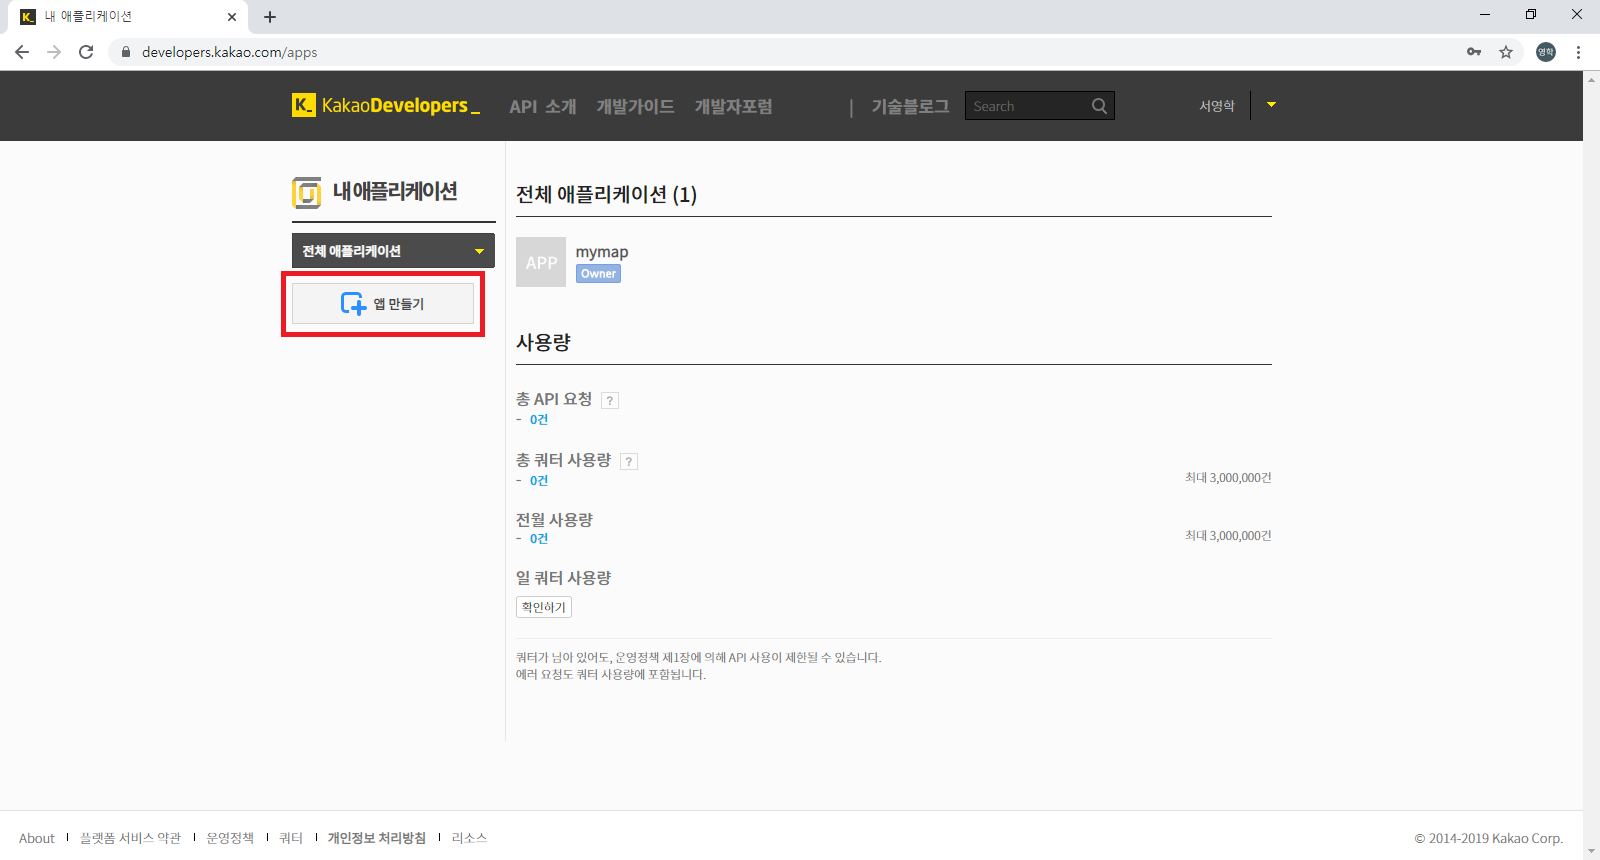 K_ 내 애플리케이션
developers.kakao.com/apps
영학
K_ KakaoDevelopers_ API 소개 개발가이드 개발자포럼 | 기술블로그 Search 서영학
내 애플리케이션
전체 애플리케이션
앱 만들기
전체 애플리케이션 (1)
APP
mymap
Owner
사용량
총 API 요청 ?
- 0건
총 쿼터 사용량 ?
- 0건
최대 3,000,000건
전월 사용량
- 0건
최대 3,000,000건
일 쿼터 사용량
확인하기
쿼터가 남아 있어도, 운영정책 제1장에 의해 API 사용이 제한될 수 있습니다.
에러 요청도 쿼터 사용량에 포함됩니다.
About | 플랫폼 서비스 약관 | 운영정책 | 쿼터 | 개인정보 처리방침 | 리소스
© 2014-2019 Kakao Corp.